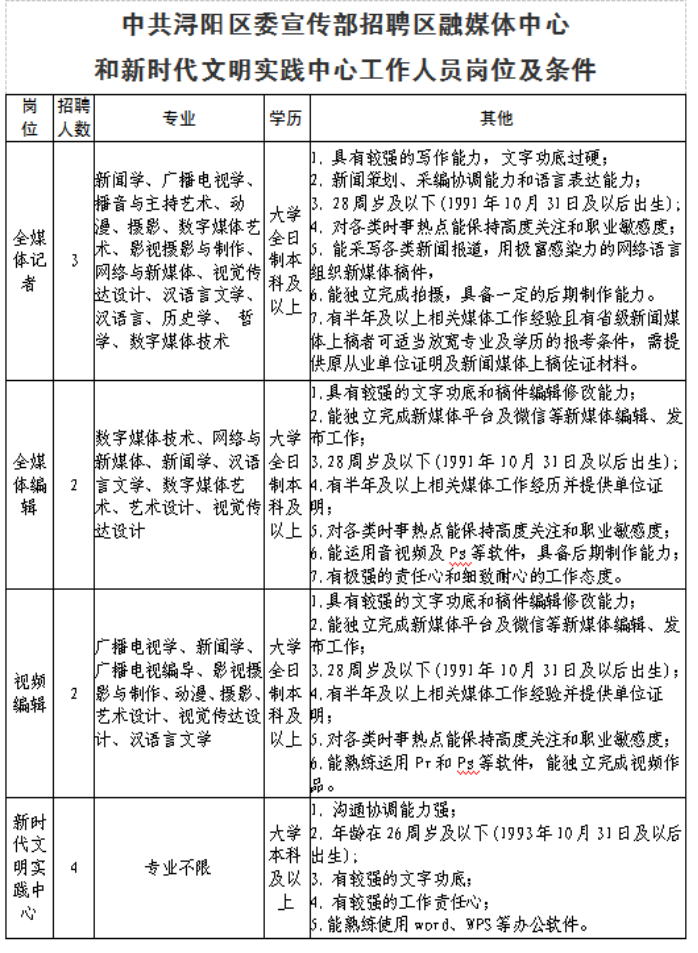 中共浔阳区委宣传部招聘区融媒体中心
和新时代文明实践中心工作人员岗位及条件
岗位
招聘人数
专业
学历
其他
全媒
体记
者
3
新闻学、广播电视学、
播音与主持艺术、动
漫、摄影、数字媒体艺
术、影视摄影与制作、
网络与新媒体、视觉传
达设计、汉语言文学、
汉语言、历史学、 哲
学、数字媒体技术
大学
全日
制本
科及
以上
1. 具有较强的写作能力，文字功底过硬；
2. 新闻策划、采编协调能力和语言表达能力；
3. 28周岁及以下(1991年10月31日及以后出生)；
4. 对各类时事热点能保持高度关注和职业敏感度；
5. 能采写各类新闻报道，用极富感染力的网络语言
组织新媒体稿件，
6.能独立完成拍摄，具备一定的后期制作能力。
7.有半年及以上相关媒体工作经验且有省级新闻媒
体上稿者可适当放宽专业及学历的报考条件，需提
供原从业单位证明及新闻媒体上稿佐证材料。
全媒
体编
辑
2
数字媒体技术、网络与
新媒体、新闻学、汉语
言文学、数字媒体艺
术、艺术设计、视觉传
达设计
大学
全日
制本
科及
以上
1.具有较强的文字功底和稿件编辑修改能力；
2.能独立完成新媒体平台及微信等新媒体编辑、发
布工作；
3.28周岁及以下(1991年10月31日及以后出生)；
4.有半年及以上相关媒体工作经历并提供单位证
明；
5.对各类时事热点能保持高度关注和职业敏感度；
6.能运用音视频及Ps等软件，具备后期制作能力；
7.有极强的责任心和细致耐心的工作态度。
视频
编辑
2
广播电视学、新闻学、
广播电视编导、影视摄
影与制作、动漫、摄影、
艺术设计、视觉传达设
计、汉语言文学
大学
全日
制本
科及
以上
1.具有较强的文字功底和稿件编辑修改能力；
2.能独立完成新媒体平台及微信等新媒体编辑、发
布工作；
3.28周岁及以下(1991年10月31日及以后出生)；
4.有半年及以上相关媒体工作经验并提供单位证
明；
5.对各类时事热点能保持高度关注和职业敏感度；
6.能熟练运用Pr和Ps等软件，能独立完成视频作
品。
新时
代文
明实
践中
心
4
专业不限
大学
本科
及以
上
1. 沟通协调能力强；
2. 年龄在26周岁及以下(1993年10月31日及以后
出生)；
3. 有较强的文字功底；
4. 有较强的工作责任心；
5.能熟练使用word、WPS等办公软件。